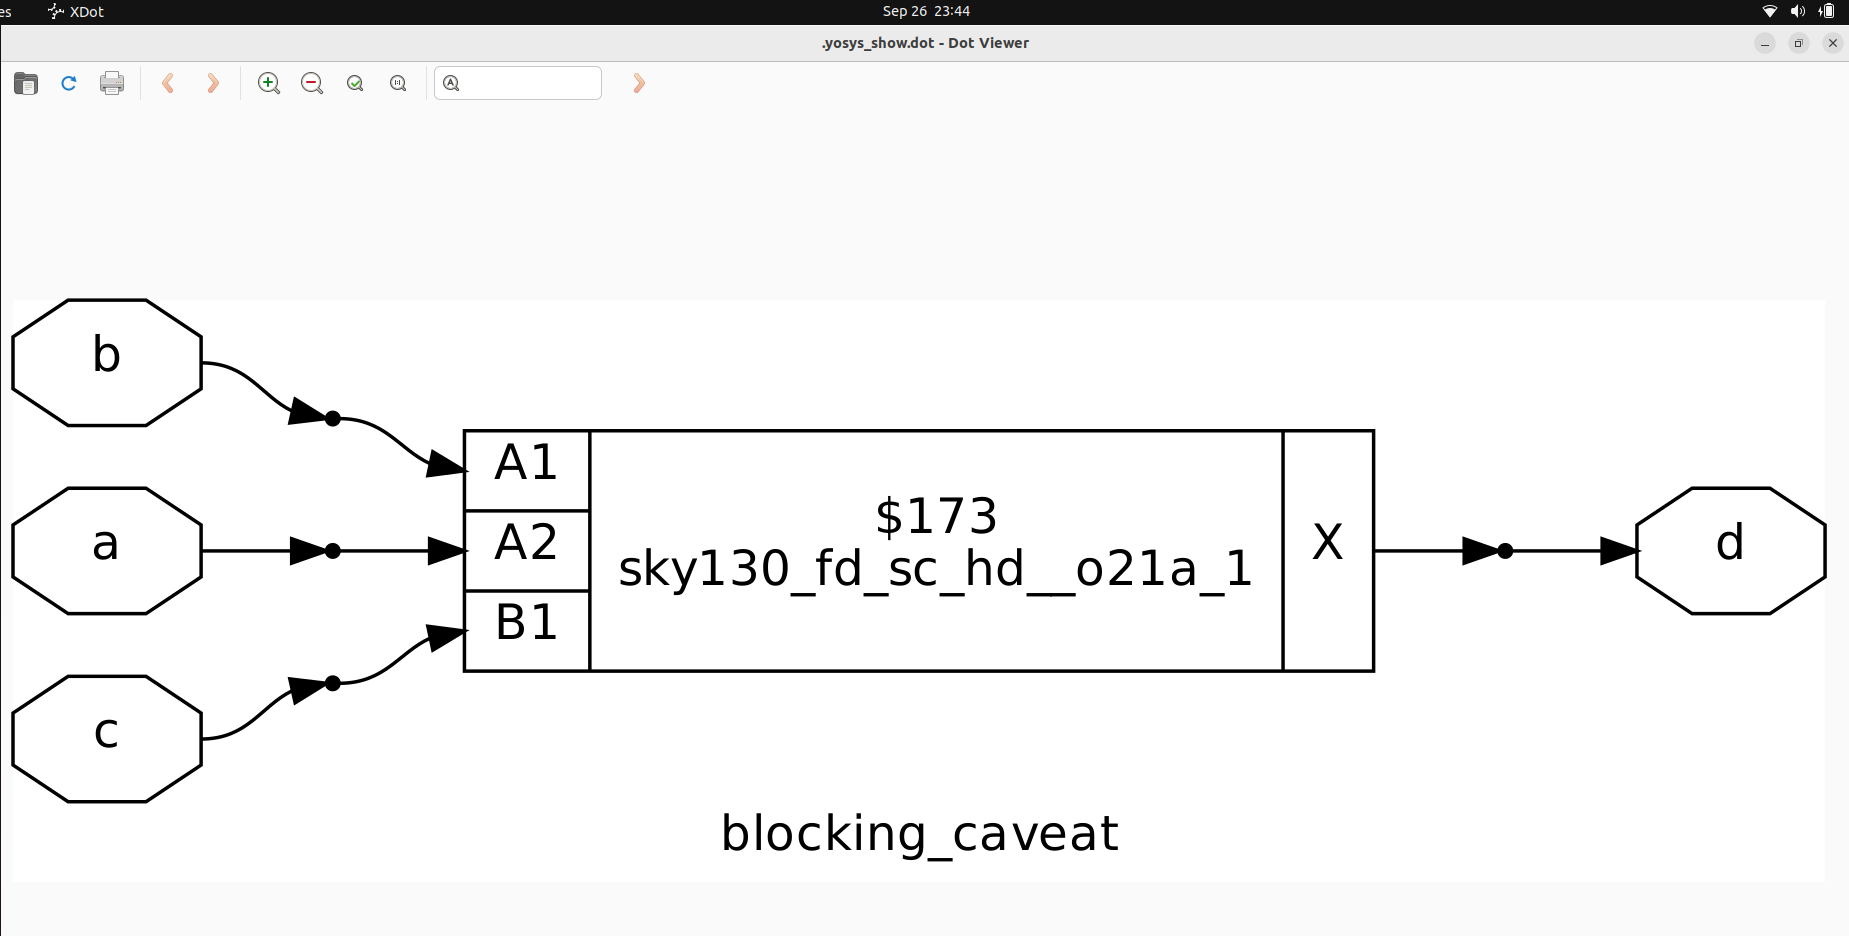 es XDot Sep 26 23:44
.yosys_show.dot - Dot Viewer
b
a
c
A1
A2
B1
$173
sky130_fd_sc_hd__o21a_1
X
d
blocking_caveat